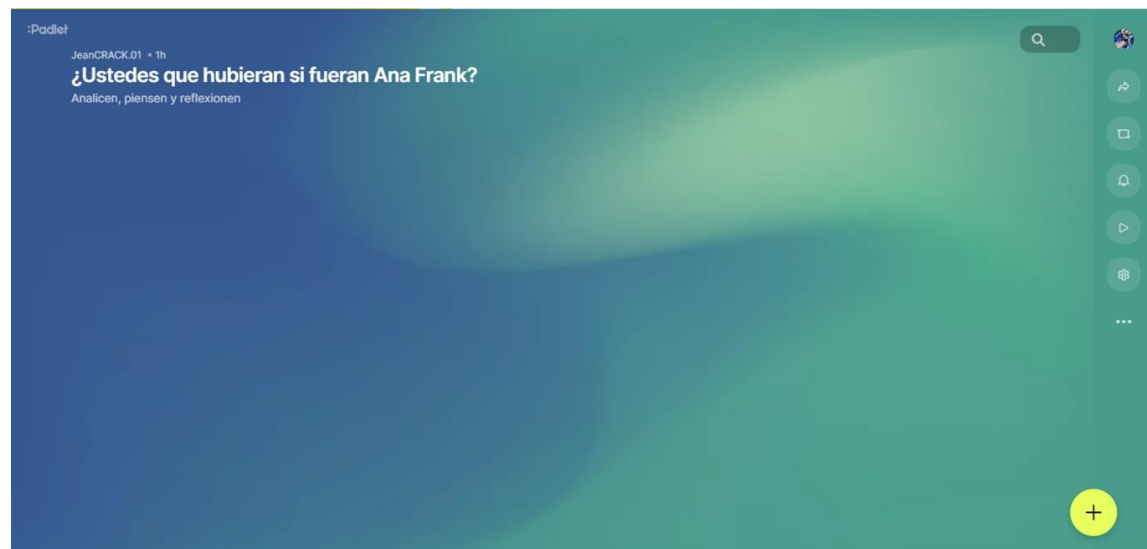 :Padlet
JeanCRACK.01 • 1h
¿Ustedes que hubieran si fueran Ana Frank?
Analicen, piensen y reflexionen